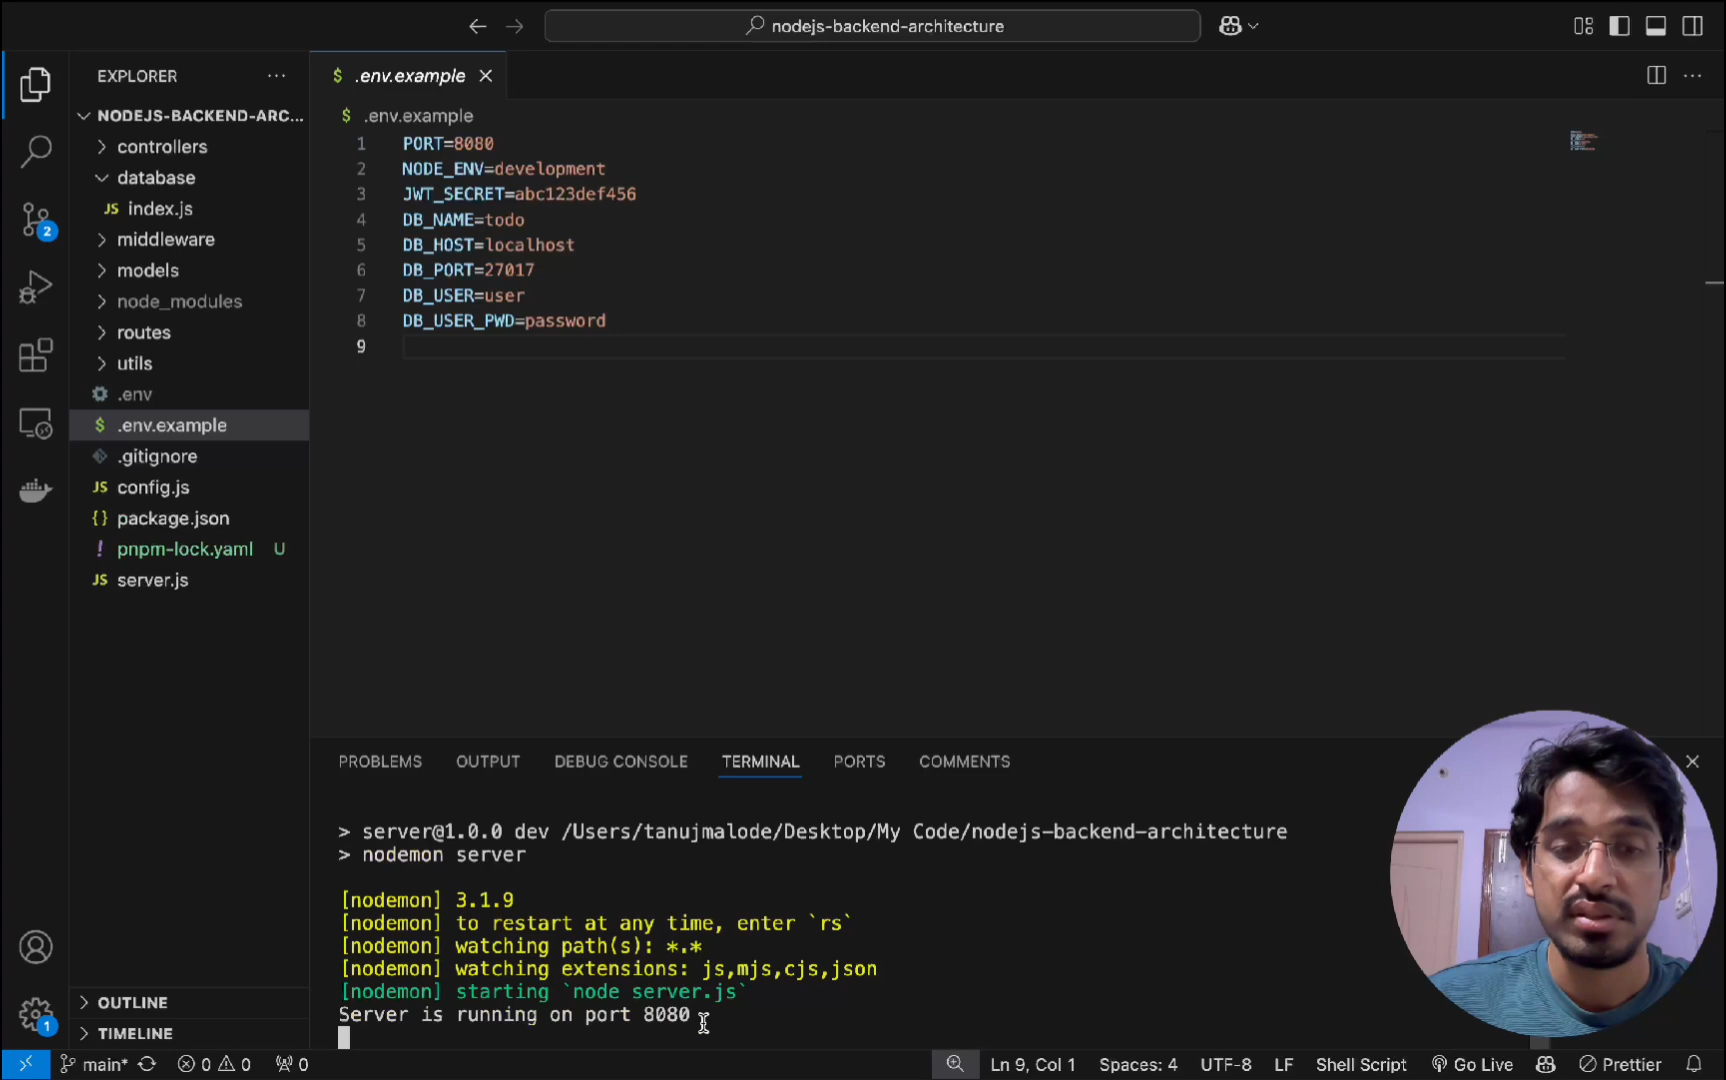 nodejs-backend-architecture
EXPLORER
NODEJS-BACKEND-ARC...
controllers
database
JS index.js
middleware
models
node_modules
routes
utils
.env
$ .env.example
.gitignore
JS config.js
{} package.json
! pnpm-lock.yaml U
JS server.js
OUTLINE
TIMELINE
2
1
$ .env.example
$ .env.example
1 PORT=8080
2 NODE_ENV=development
3 JWT_SECRET=abc123def456
4 DB_NAME=todo
5 DB_HOST=localhost
6 DB_PORT=27017
7 DB_USER=user
8 DB_USER_PWD=password
9
PROBLEMS OUTPUT DEBUG CONSOLE TERMINAL PORTS COMMENTS
> server@1.0.0 dev /Users/tanujmalode/Desktop/My Code/nodejs-backend-architecture
> nodemon server
[nodemon] 3.1.9
[nodemon] to restart at any time, enter `rs`
[nodemon] watching path(s): *.*
[nodemon] watching extensions: js,mjs,cjs,json
[nodemon] starting `node server.js`
Server is running on port 8080
main* 0 0 0 Ln 9, Col 1 Spaces: 4 UTF-8 LF Shell Script Go Live Prettier